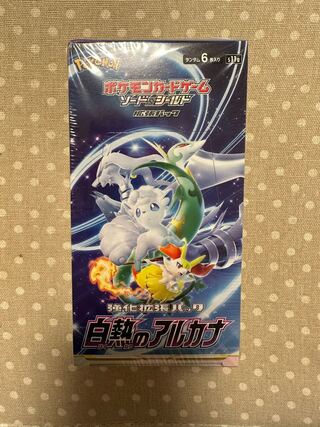 POKÉMON
ランダム6枚入り s11a
ポケモンカードゲーム
ソード&シールド
拡張パック
強化拡張パック
白熱のアルカナ